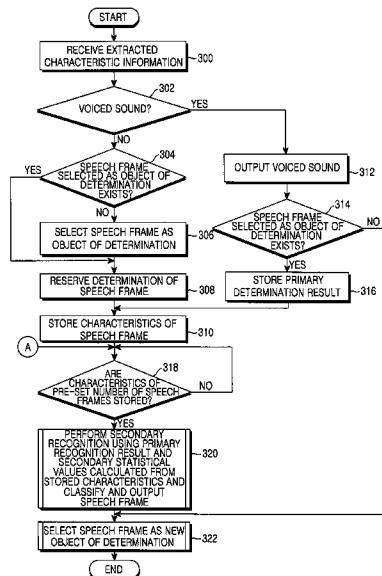 START
RECEIVE EXTRACTED
CHARACTERISTIC INFORMATION
300
302
VOICED SOUND?
YES
NO
304
YES
SPEECH FRAME
SELECTED AS OBJECT OF
DETERMINATION
EXISTS?
NO
OUTPUT VOICED SOUND
312
314
SPEECH FRAME
SELECTED AS OBJECT OF
DETERMINATION
EXISTS?
NO
YES
SELECT SPEECH FRAME AS
OBJECT OF DETERMINATION
306
RESERVE DETERMINATION OF
SPEECH FRAME
308
STORE PRIMARY
DETERMINATION RESULT
316
STORE CHARACTERISTICS OF
SPEECH FRAME
310
A
318
ARE
CHARACTERISTICS OF
PRE-SET NUMBER OF SPEECH
FRAMES STORED?
NO
YES
PERFORM SECONDARY
RECOGNITION USING PRIMARY
RECOGNITION RESULT AND
SECONDARY STATISTICAL
VALUES CALCULATED FROM
STORED CHARACTERISTICS AND
CLASSIFY AND OUTPUT
SPEECH FRAME
320
SELECT SPEECH FRAME AS NEW
OBJECT OF DETERMINATION
322
END